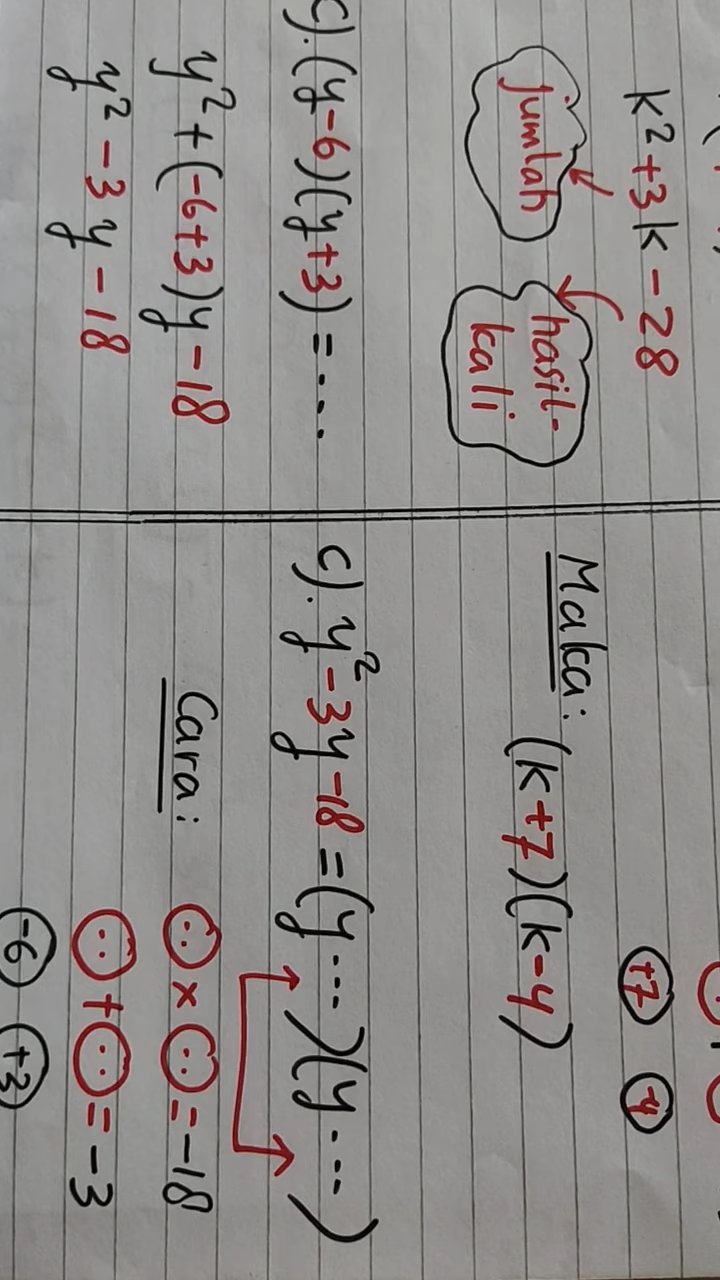 k² + 3k - 28
jumlah
hasil-
kali
c). (y-6)(y+3) = ....
y² + (-6+3)y - 18
y² - 3y - 18
+7 -4
Maka: (k+7)(k-4)
c). y² - 3y - 18 = (y ... )(y ... )
Cara: .. × .. = -18
.. + .. = -3
-6 +3